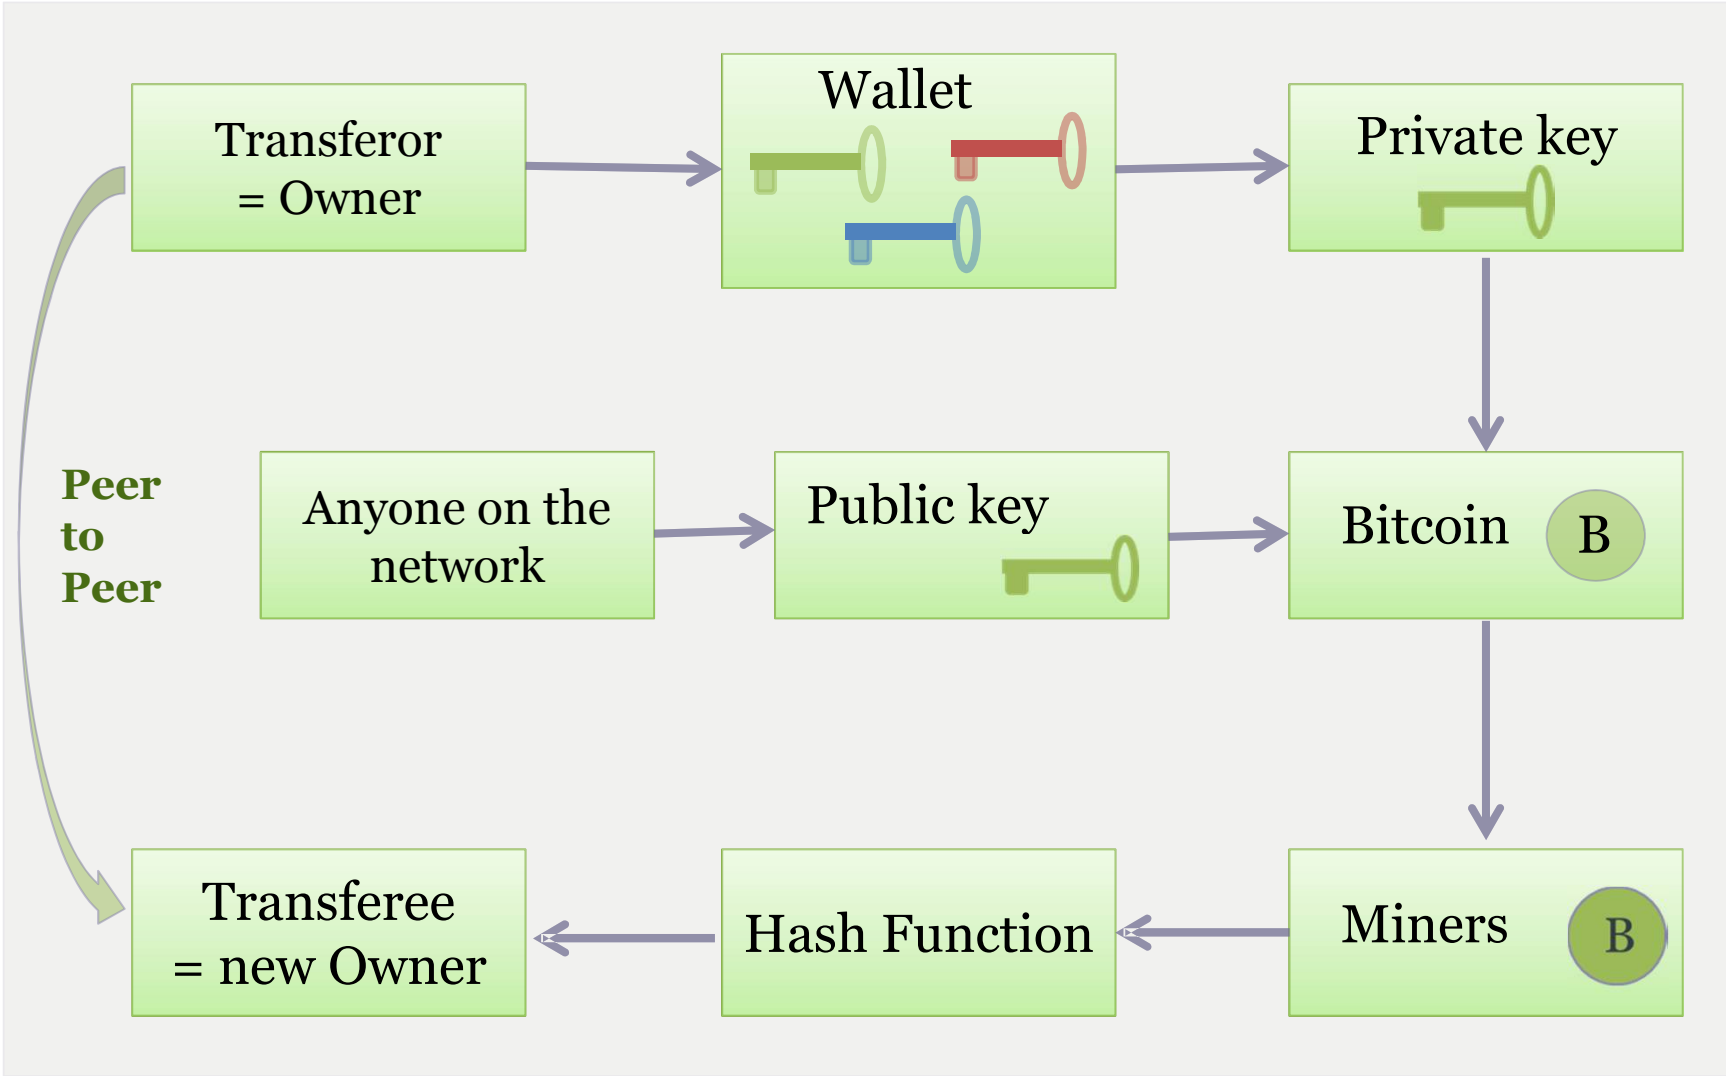 Transferor
= Owner
Wallet
Private key
Peer
to
Peer
Anyone on the
network
Public key
Bitcoin
B
Transferee
= new Owner
Hash Function
Miners
B